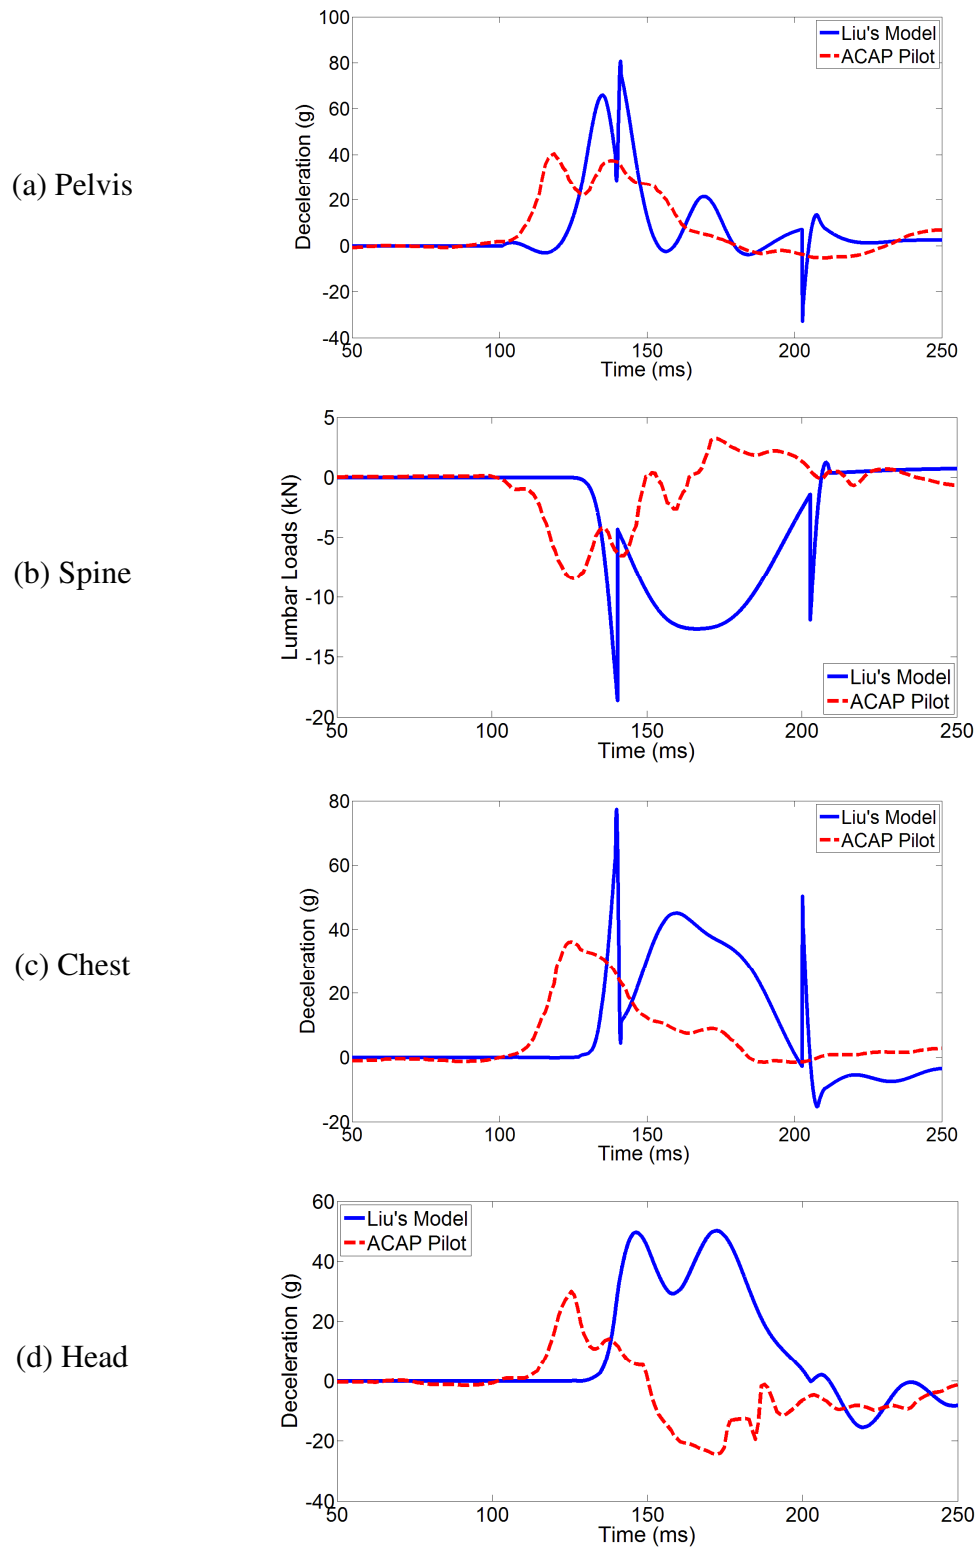 (a) Pelvis
100
80
60
40
20
0
-20
-40
Deceleration (g)
Liu's Model
ACAP Pilot
50 100 150 200 250
Time (ms)
(b) Spine
5
0
-5
-10
-15
-20
Lumbar Loads (kN)
Liu's Model
ACAP Pilot
50 100 150 200 250
Time (ms)
(c) Chest
80
60
40
20
0
-20
Deceleration (g)
Liu's Model
ACAP Pilot
50 100 150 200 250
Time (ms)
(d) Head
60
40
20
0
-20
-40
Deceleration (g)
Liu's Model
ACAP Pilot
50 100 150 200 250
Time (ms)